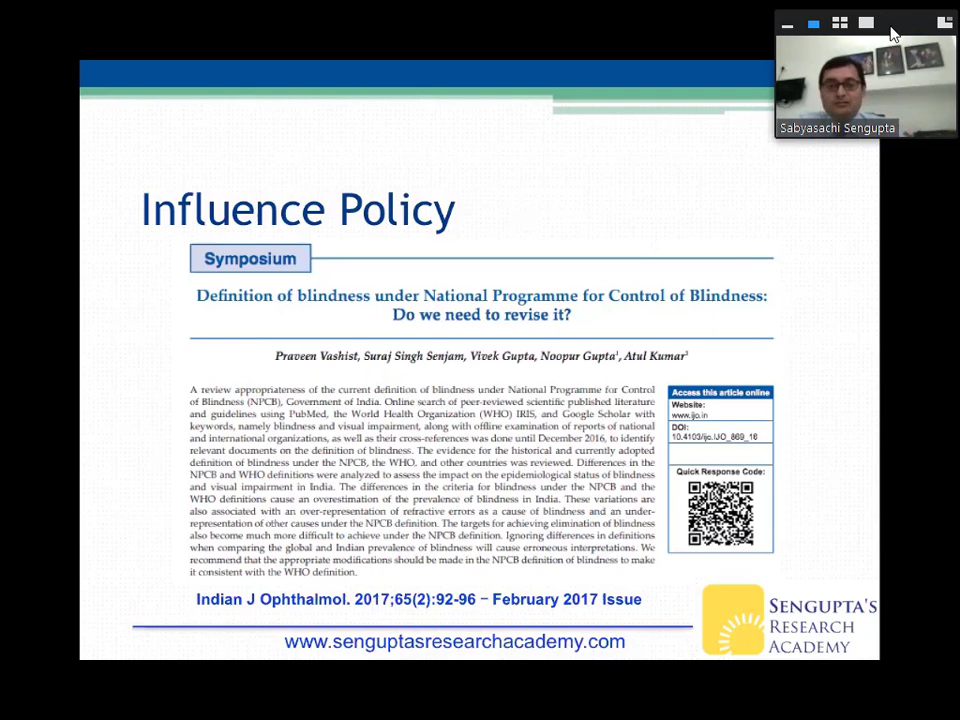 Sabyasachi Sengupta
Influence Policy
Symposium
Definition of blindness under National Programme for Control of Blindness:
Do we need to revise it?
Praveen Vashist, Suraj Singh Senjam, Vivek Gupta, Noopur Gupta¹, Atul Kumar¹
A review appropriateness of the current definition of blindness under National Programme for Control
of Blindness (NPCB), Government of India. Online search of peer-reviewed scientific published literature
and guidelines using PubMed, the World Health Organization (WHO) IRIS, and Google Scholar with
keywords, namely blindness and visual impairment, along with offline examination of reports of national
and international organizations, as well as their cross-references was done until December 2016, to identify
relevant documents on the definition of blindness. The evidence for the historical and currently adopted
definition of blindness under the NPCB, the WHO, and other countries was reviewed. Differences in the
NPCB and WHO definitions were analyzed to assess the impact on the epidemiological status of blindness
and visual impairment in India. The differences in the criteria for blindness under the NPCB and the
WHO definitions cause an overestimation of the prevalence of blindness in India. These variations are
also associated with an over-representation of refractive errors as a cause of blindness and an under-
representation of other causes under the NPCB definition. The targets for achieving elimination of blindness
also become much more difficult to achieve under the NPCB definition. Ignoring differences in definitions
when comparing the global and Indian prevalence of blindness will cause erroneous interpretations. We
recommend that the appropriate modifications should be made in the NPCB definition of blindness to make
it consistent with the WHO definition.
Access this article online
Website:
www.ijo.in
DOI:
10.4103/ijo.IJO_869_16
Quick Response Code:
Indian J Ophthalmol. 2017;65(2):92-96 – February 2017 Issue
www.senguptasresearchacademy.com
SENGUPTA'S
RESEARCH
ACADEMY